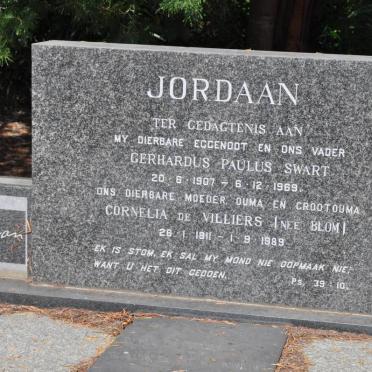 JORDAAN
TER GEDAGTENIS AAN
MY DIERBARE EGGENOOT EN ONS VADER
GERHARDUS PAULUS SWART
20·6·1907 – 6·12·1969.
ONS DIERBARE MOEDER OUMA EN GROOTOUMA
CORNELIA DE VILLIERS [NEÉ BLOM]
26·1·1911 – 1·9·1989.
EK IS STOM, EK SAL MY MOND NIE OOPMAAK NIE;
WANT U HET DIT GEDOEN. Ps. 39·10.